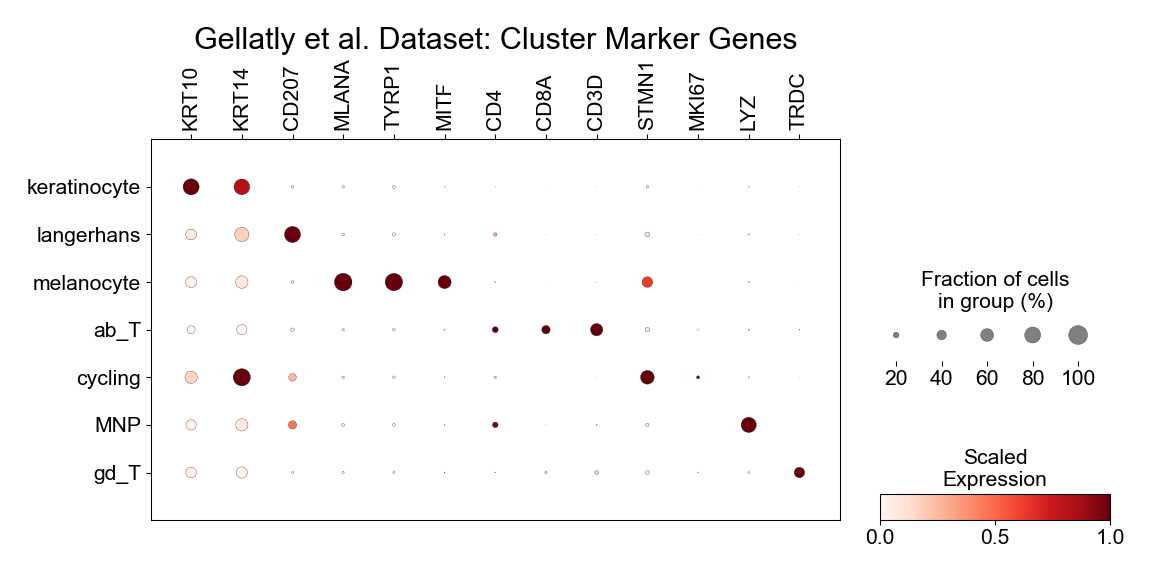 Gellatly et al. Dataset: Cluster Marker Genes
KRT10
KRT14
CD207
MLANA
TYRP1
MITF
CD4
CD8A
CD3D
STMN1
MKI67
LYZ
TRDC
keratinocyte
langerhans
melanocyte
ab_T
cycling
MNP
gd_T
Fraction of cells
in group (%)
20 40 60 80 100
Scaled
Expression
0.0 0.5 1.0